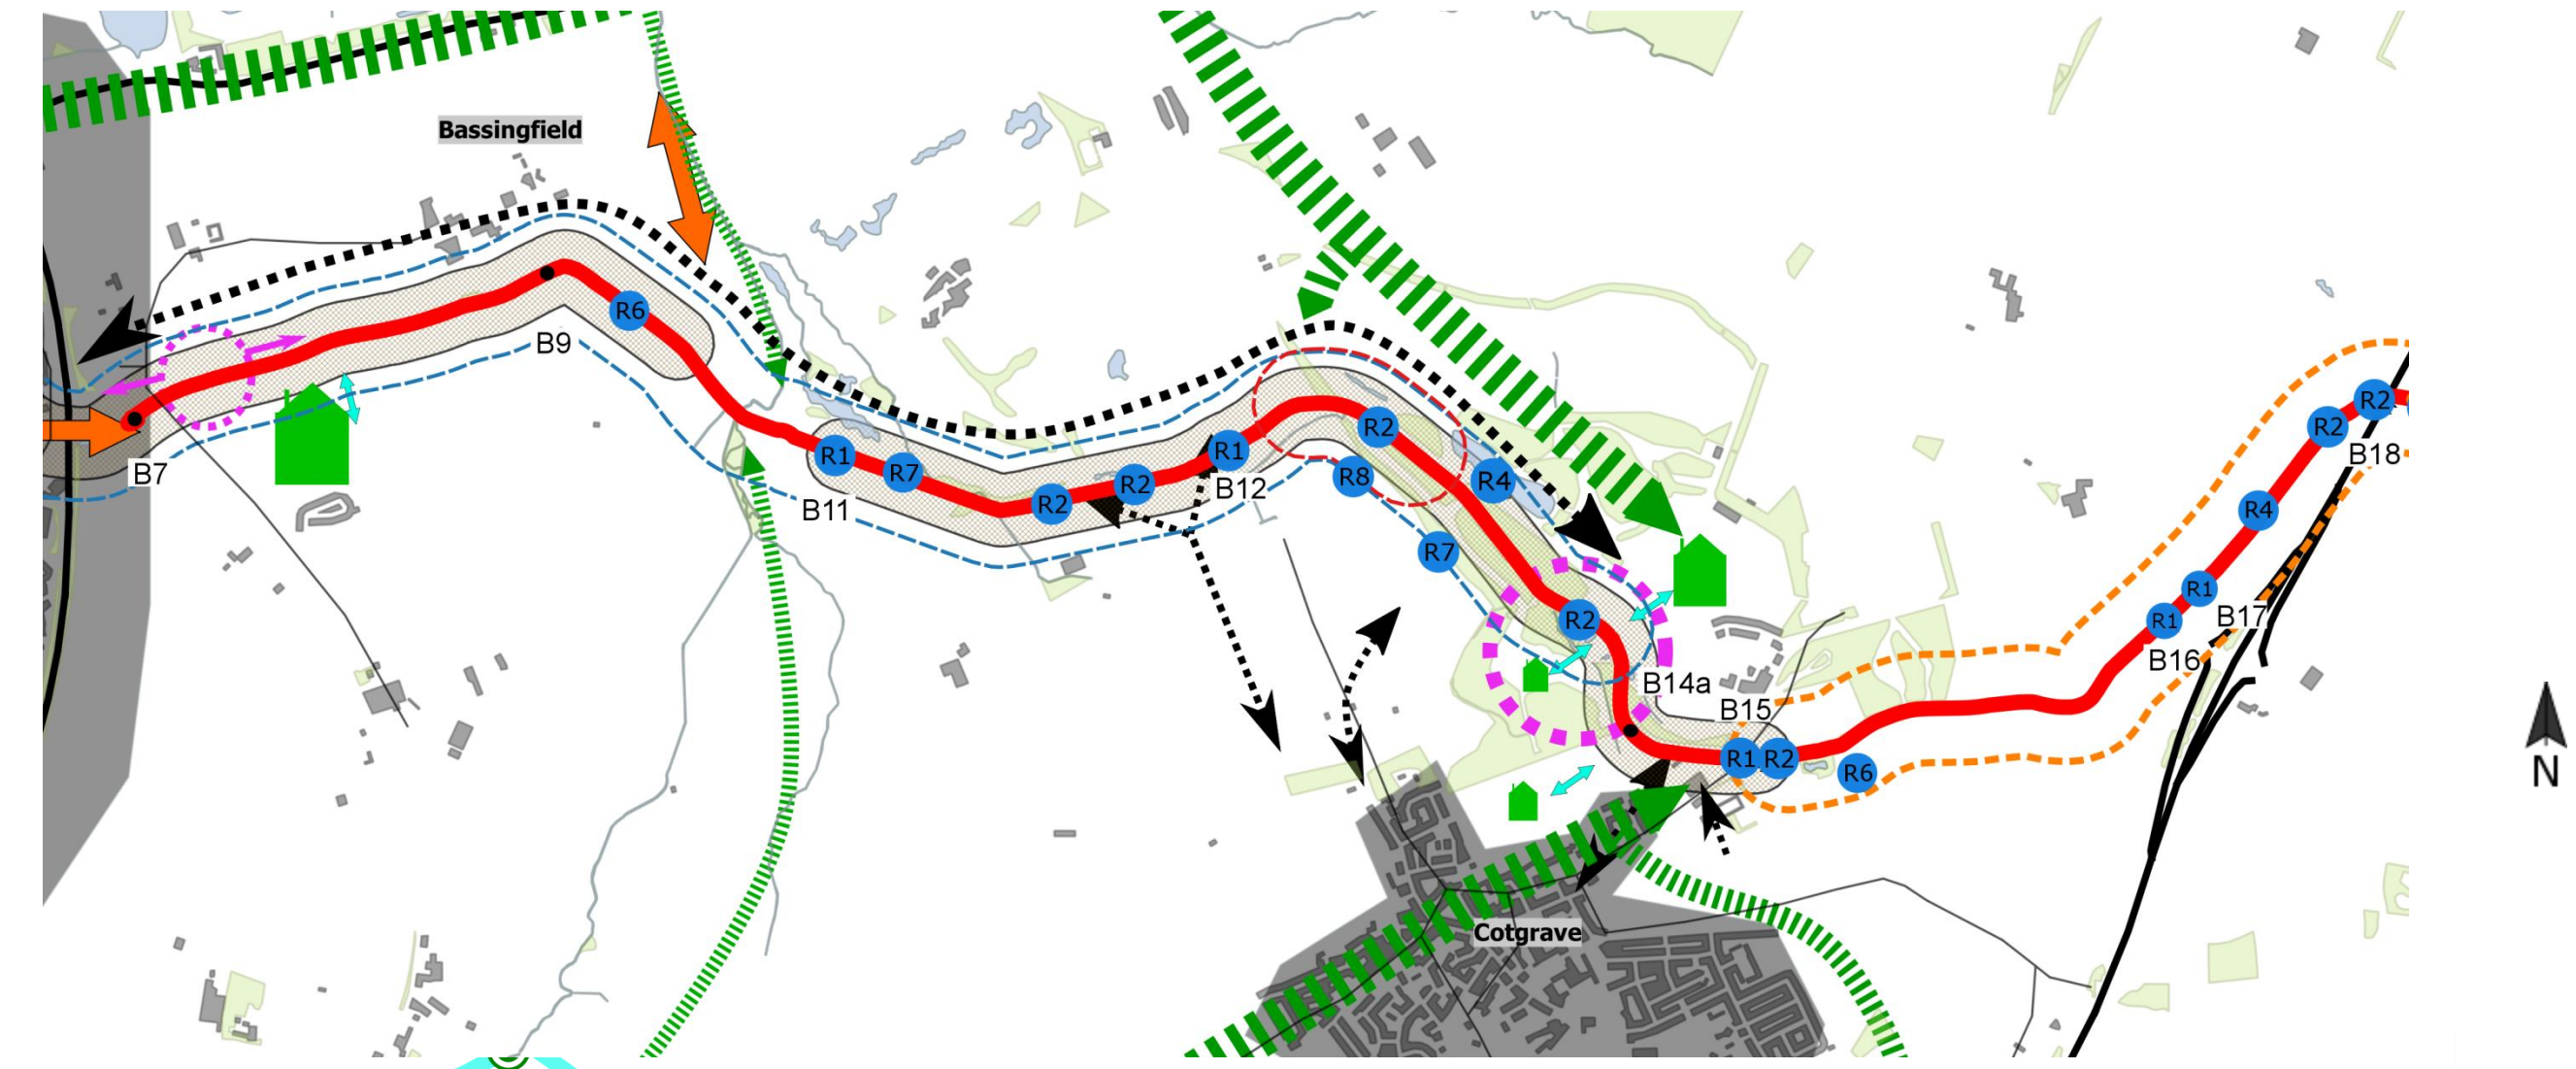 Bassingfield
R6
B9
B7
R1
R7
B11
R2
R2
R1
B12
R2
R8
R4
R7
R2
B14a
B15
R1
R2
R6
R2
R2
B18
R4
R1
B17
R1
B16
N
Cotgrave